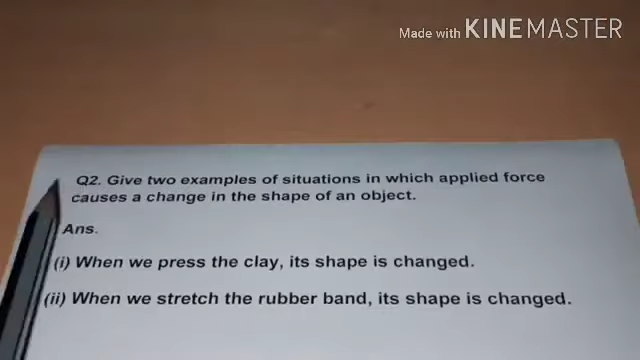 Made with KINEMASTER
Q2. Give two examples of situations in which applied force
causes a change in the shape of an object.
Ans.
(i) When we press the clay, its shape is changed.
(ii) When we stretch the rubber band, its shape is changed.